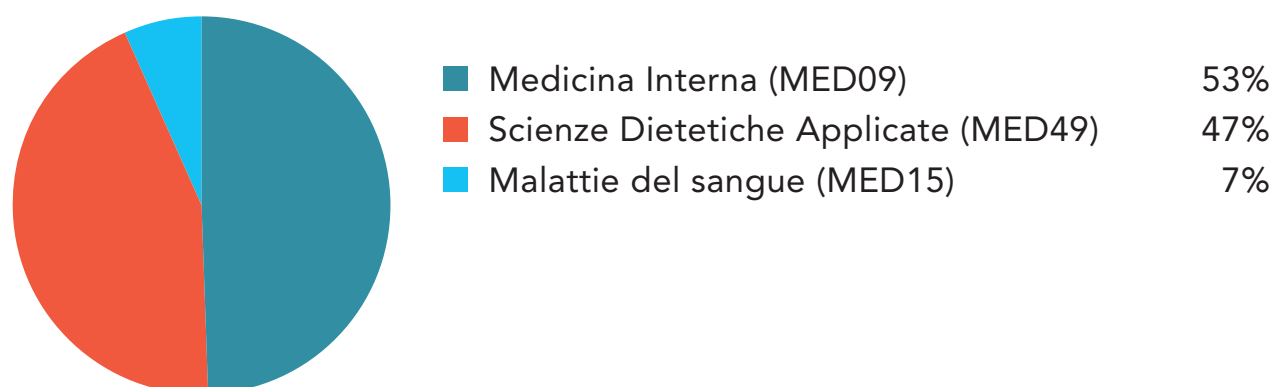 Medicina Interna (MED09) 53%
Scienze Dietetiche Applicate (MED49) 47%
Malattie del sangue (MED15) 7%